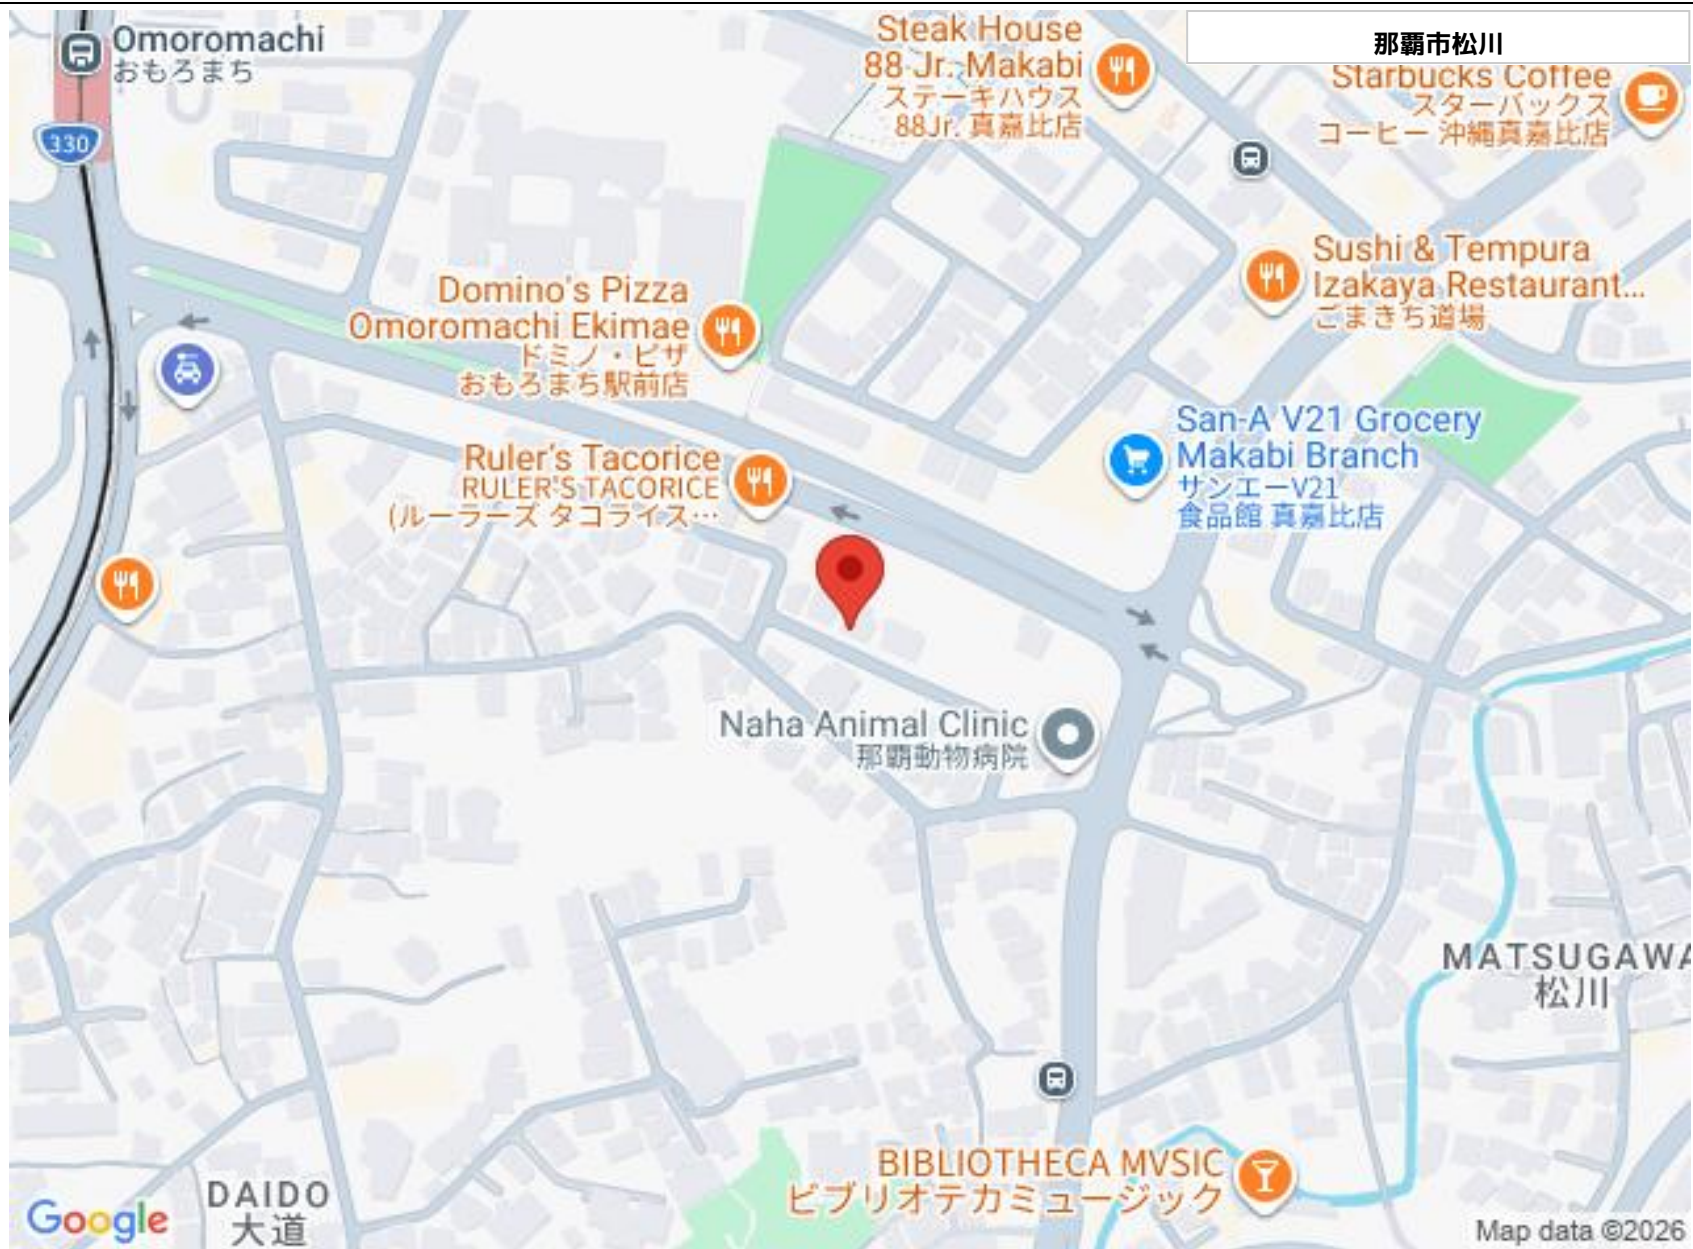 Omoromachi
おもろまち
330
Steak House
88 Jr. Makabi
ステーキハウス
88Jr. 真嘉比店
那覇市松川
Starbucks Coffee
スターバックス
コーヒー 沖縄真嘉比店
Sushi & Tempura
Izakaya Restaurant...
こまきち道場
Domino's Pizza
Omoromachi Ekimae
ドミノ・ピザ
おもろまち駅前店
San-A V21 Grocery
Makabi Branch
サンエーV21
食品館 真嘉比店
Ruler's Tacorice
RULER'S TACORICE
(ルーラーズ タコライス…
Naha Animal Clinic
那覇動物病院
MATSUGAWA
松川
BIBLIOTHECA MVSIC
ビブリオテカミュージック
DAIDO
大道
Google
Map data ©2026